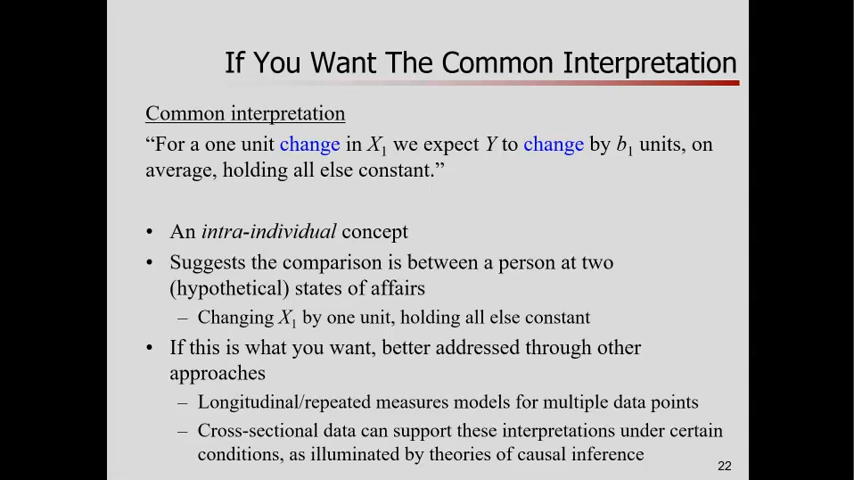 If You Want The Common Interpretation
Common interpretation
“For a one unit change in X1 we expect Y to change by b1 units, on
average, holding all else constant.”
• An intra-individual concept
• Suggests the comparison is between a person at two
(hypothetical) states of affairs
– Changing X1 by one unit, holding all else constant
• If this is what you want, better addressed through other
approaches
– Longitudinal/repeated measures models for multiple data points
– Cross-sectional data can support these interpretations under certain
conditions, as illuminated by theories of causal inference
22